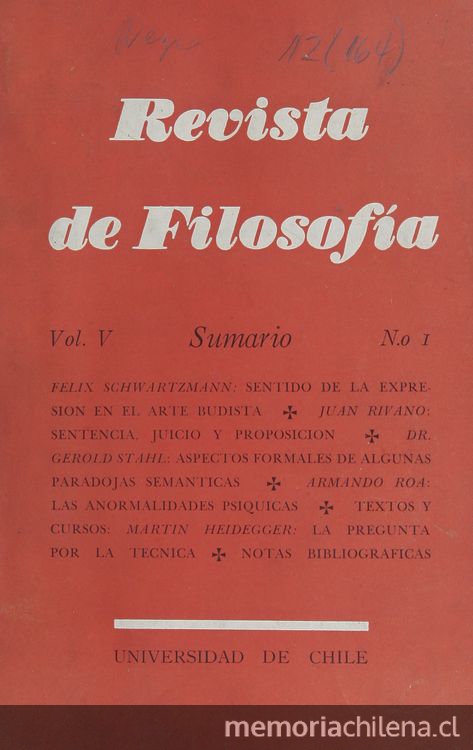 12 (164)
Revista
de Filosofía
Vol. V Sumario N.o 1
FELIX SCHWARTZMANN: SENTIDO DE LA EXPRE-
SION EN EL ARTE BUDISTA ✠ JUAN RIVANO:
SENTENCIA, JUICIO Y PROPOSICION ✠ DR.
GEROLD STAHL: ASPECTOS FORMALES DE ALGUNAS
PARADOJAS SEMANTICAS ✠ ARMANDO ROA:
LAS ANORMALIDADES PSIQUICAS ✠ TEXTOS Y
CURSOS: MARTIN HEIDEGGER: LA PREGUNTA
POR LA TECNICA ✠ NOTAS BIBLIOGRAFICAS
UNIVERSIDAD DE CHILE
memoriachilena.cl